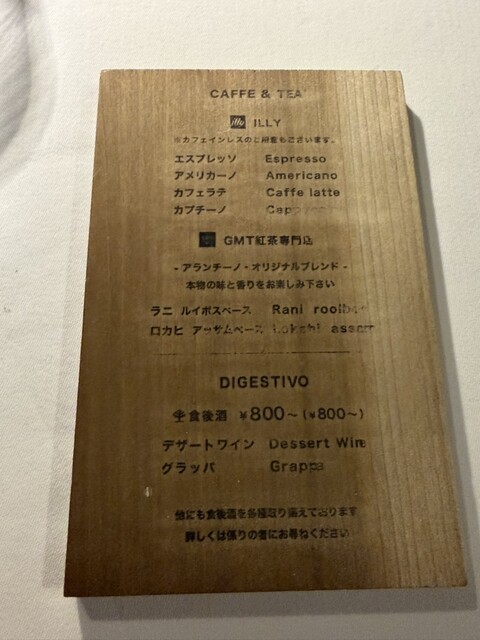 CAFFE & TEA
illy ILLY
※カフェインレスのご用意もございます。
エスプレッソ Espresso
アメリカーノ Americano
カフェラテ Caffe latte
カプチーノ
GMT紅茶専門店
- アランチーノ・オリジナルブレンド -
本物の味と香りをお楽しみ下さい
ラニ ルイボスベース Rani
ロカヒ アッサムベース Lokahi assam
DIGESTIVO
食後酒 ¥800〜 (¥800〜)
デザートワイン Dessert Wine
グラッパ Grappa
他にも食後酒を各種取り揃えております
詳しくは係りの者にお尋ねください